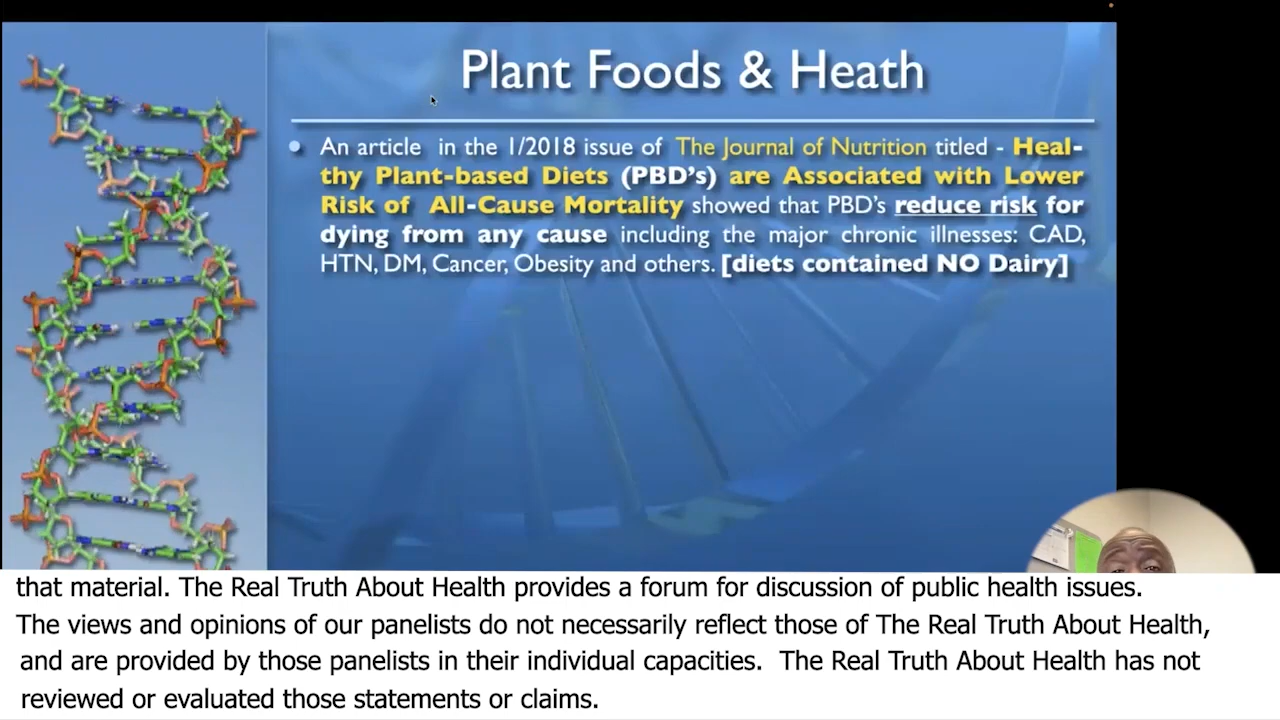 Plant Foods & Heath
• An article in the 1/2018 issue of The Journal of Nutrition titled - Heal-
thy Plant-based Diets (PBD's) are Associated with Lower
Risk of All-Cause Mortality showed that PBD's reduce risk for
dying from any cause including the major chronic illnesses: CAD,
HTN, DM, Cancer, Obesity and others. [diets contained NO Dairy]
that material. The Real Truth About Health provides a forum for discussion of public health issues.
The views and opinions of our panelists do not necessarily reflect those of The Real Truth About Health,
and are provided by those panelists in their individual capacities. The Real Truth About Health has not
reviewed or evaluated those statements or claims.